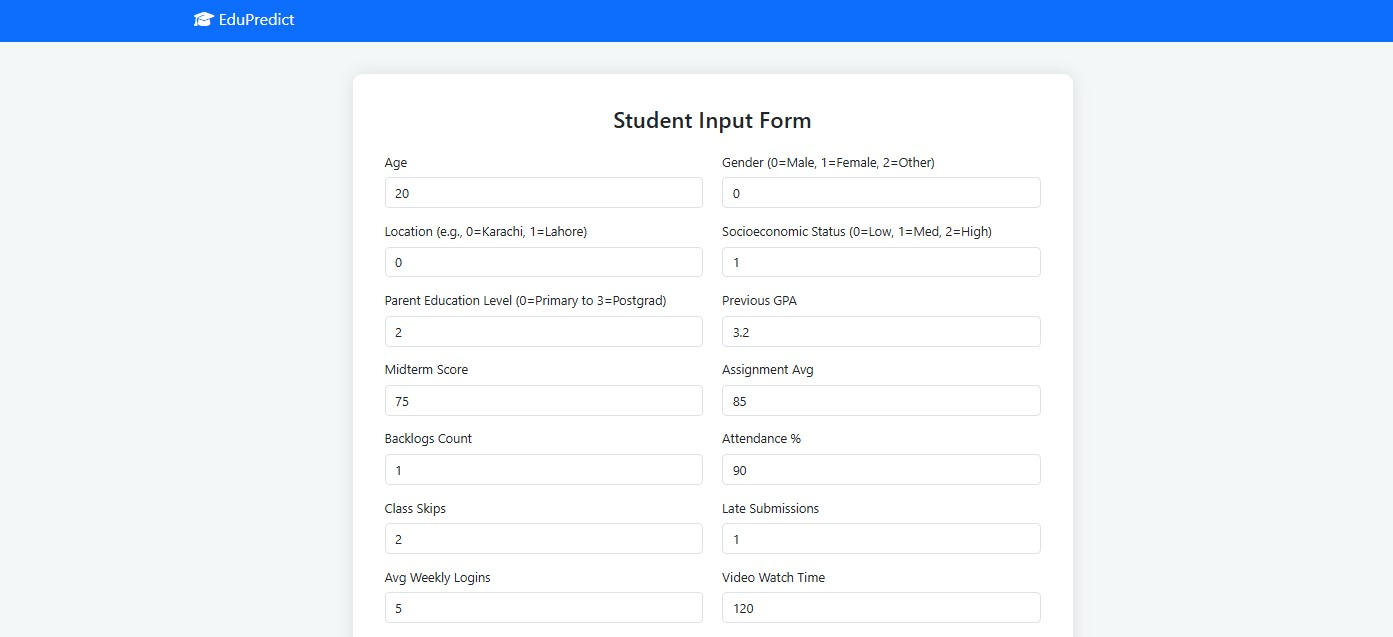 EduPredict
Student Input Form
Age
Gender (0=Male, 1=Female, 2=Other)
20
0
Location (e.g., 0=Karachi, 1=Lahore)
Socioeconomic Status (0=Low, 1=Med, 2=High)
0
1
Parent Education Level (0=Primary to 3=Postgrad)
Previous GPA
2
3.2
Midterm Score
Assignment Avg
75
85
Backlogs Count
Attendance %
1
90
Class Skips
Late Submissions
2
1
Avg Weekly Logins
Video Watch Time
5
120